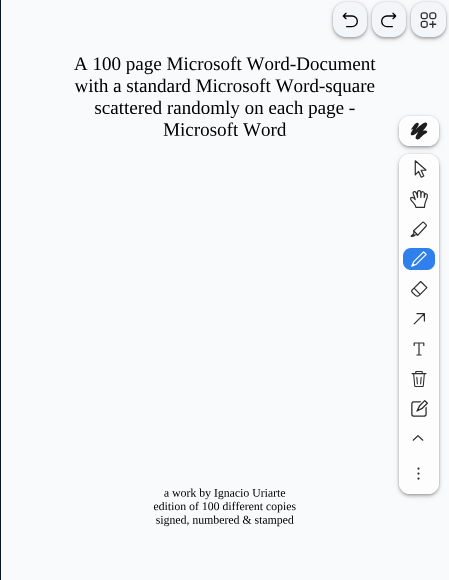 A 100 page Microsoft Word-Document
with a standard Microsoft Word-square
scattered randomly on each page -
Microsoft Word
a work by Ignacio Uriarte
edition of 100 different copies
signed, numbered & stamped